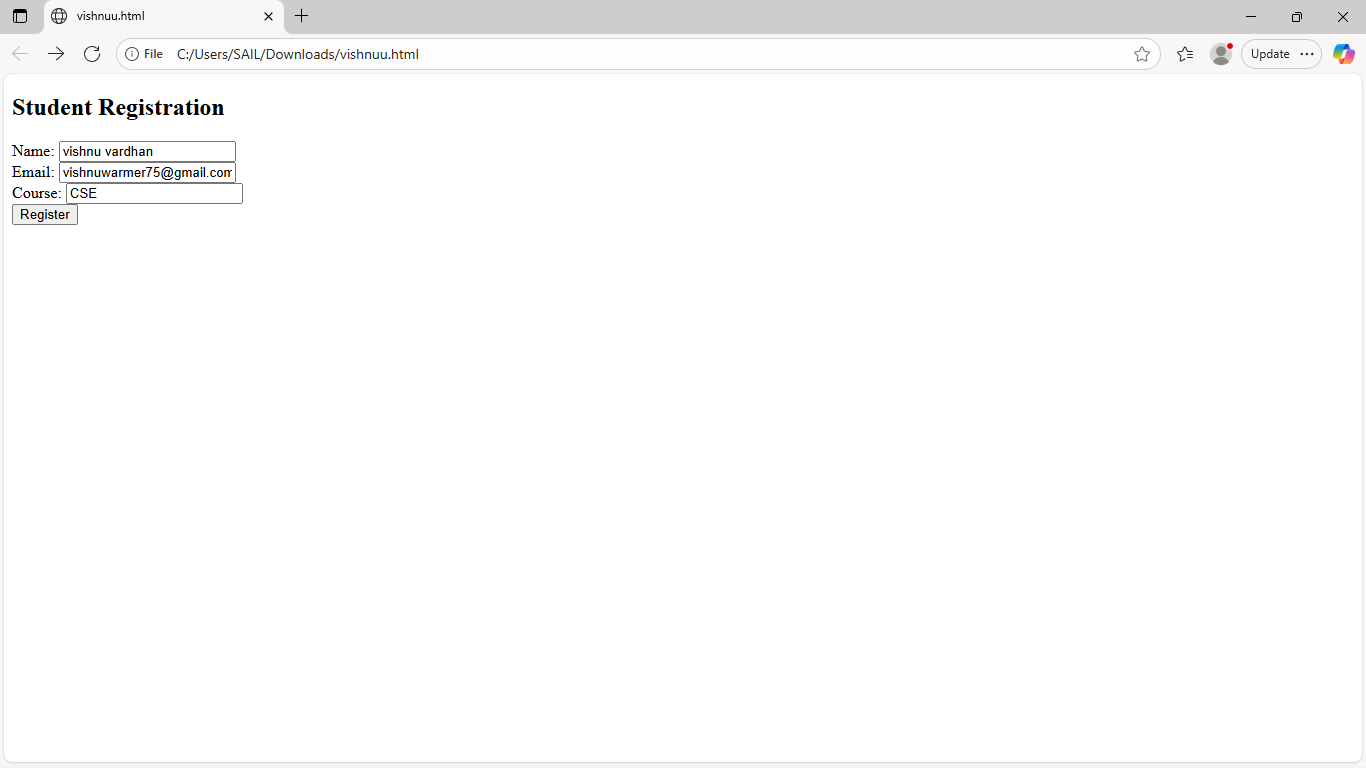 vishnuu.html
File C:/Users/SAIL/Downloads/vishnuu.html
Update
Student Registration
Name: vishnu vardhan
Email: vishnuwarmer75@gmail.com
Course: CSE
Register